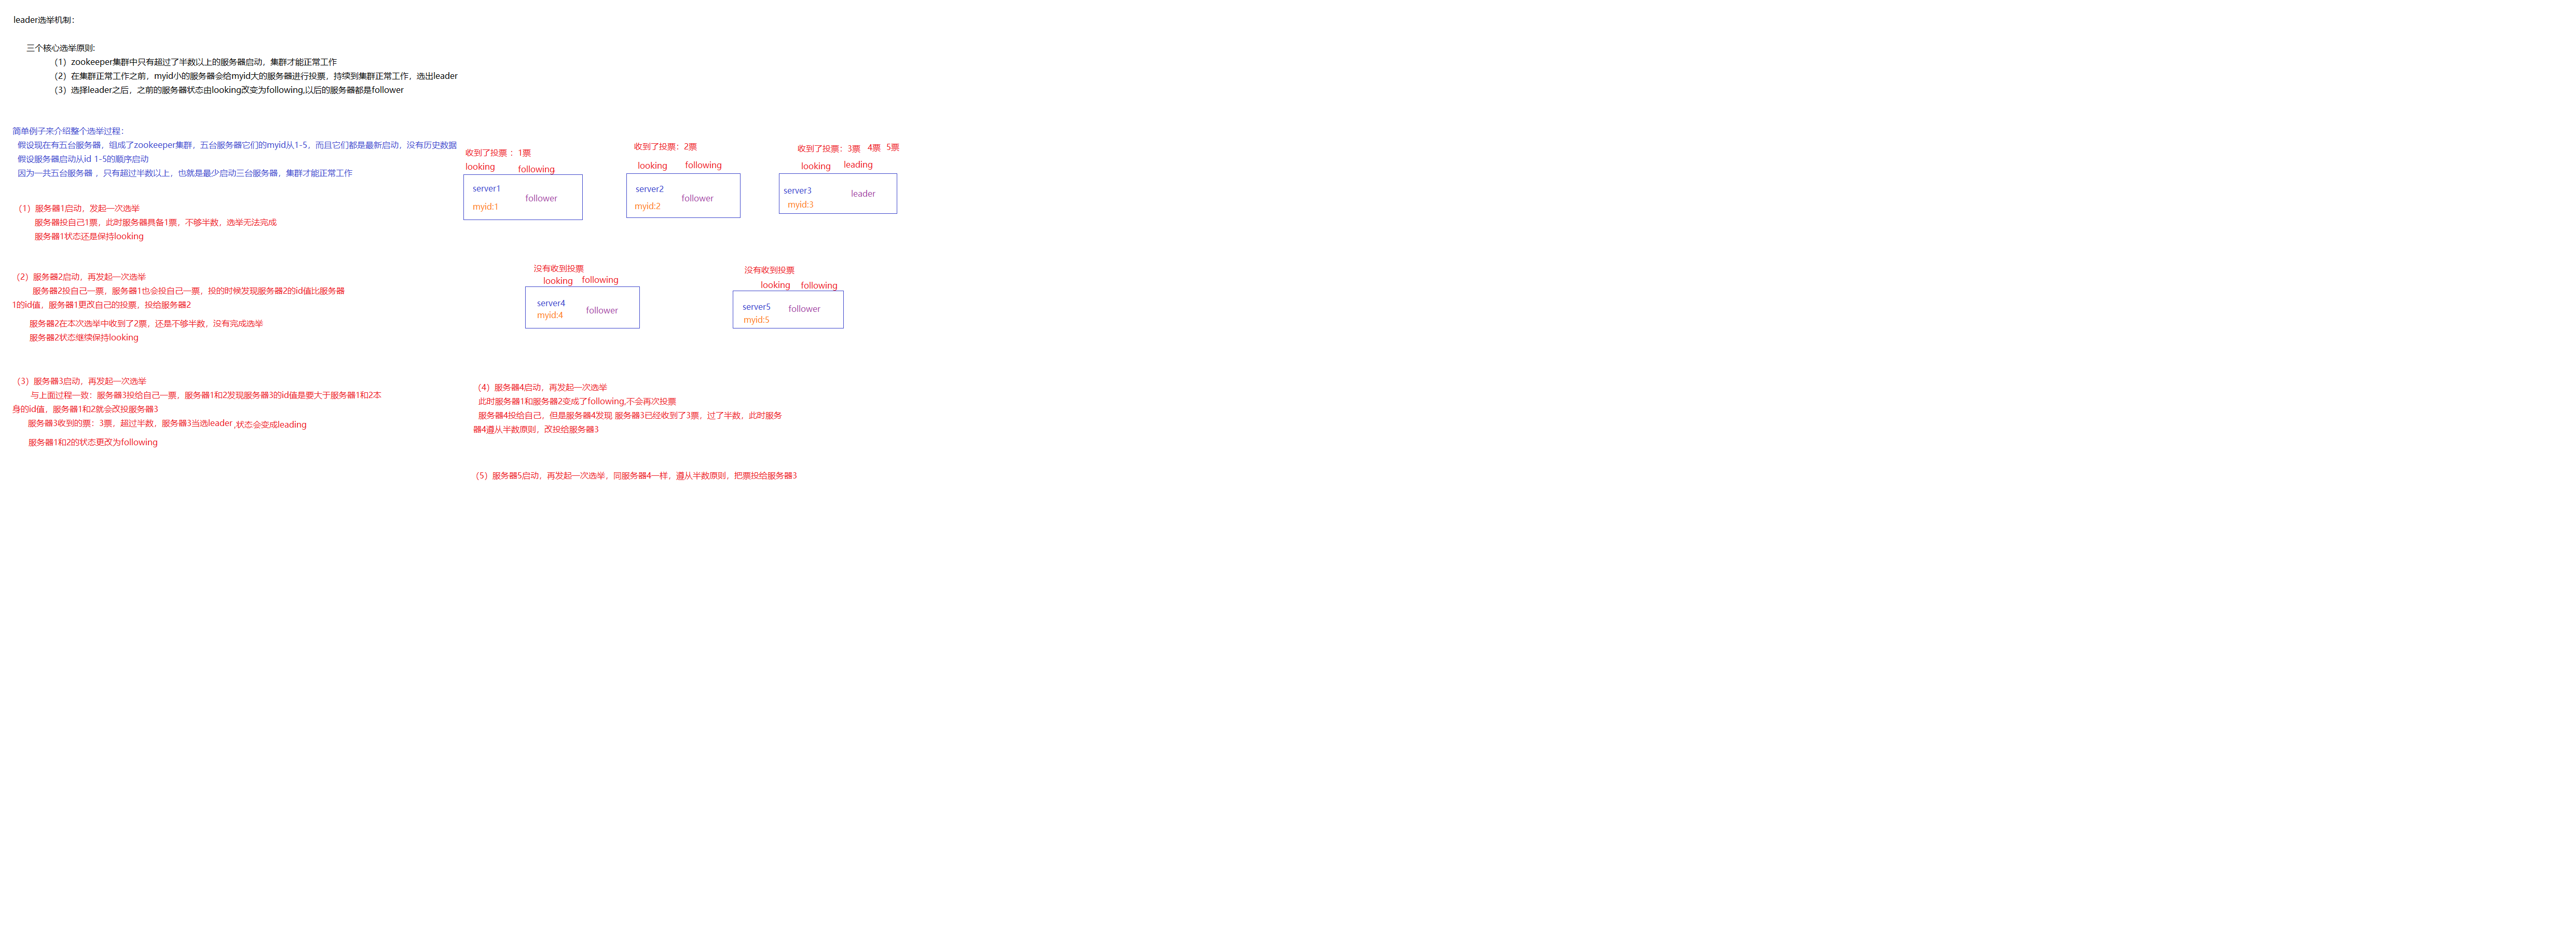 leader选举机制：
三个核心选举原则:
（1）zookeeper集群中只有超过了半数以上的服务器启动，集群才能正常工作
（2）在集群正常工作之前，myid小的服务器会给myid大的服务器进行投票，持续到集群正常工作，选出leader
（3）选择leader之后，之前的服务器状态由looking改变为following,以后的服务器都是follower
简单例子来介绍整个选举过程：
假设现在有五台服务器，组成了zookeeper集群，五台服务器它们的myid从1-5，而且它们都是最新启动，没有历史数据
假设服务器启动从id 1-5的顺序启动
因为一共五台服务器 ，只有超过半数以上，也就是最少启动三台服务器，集群才能正常工作
（1）服务器1启动，发起一次选举
服务器投自己1票，此时服务器具备1票，不够半数，选举无法完成
服务器1状态还是保持looking
（2）服务器2启动，再发起一次选举
服务器2投自己一票，服务器1也会投自己一票，投的时候发现服务器2的id值比服务器
1的id值，服务器1更改自己的投票，投给服务器2
服务器2在本次选举中收到了2票，还是不够半数，没有完成选举
服务器2状态继续保持looking
（3）服务器3启动，再发起一次选举
与上面过程一致：服务器3投给自己一票，服务器1和2发现服务器3的id值是要大于服务器1和2本
身的id值，服务器1和2就会改投服务器3
服务器3收到的票：3票，超过半数，服务器3当选leader ,状态会变成leading
服务器1和2的状态更改为following
收到了投票 ：1票
looking following
server1
follower
myid:1
收到了投票：2票
looking following
server2
follower
myid:2
收到了投票：3票 4票 5票
looking leading
server3
leader
myid:3
没有收到投票
looking following
server4
follower
myid:4
没有收到投票
looking following
server5
follower
myid:5
（4）服务器4启动，再发起一次选举
此时服务器1和服务器2变成了following,不会再次投票
服务器4投给自己，但是服务器4发现 服务器3已经收到了3票，过了半数，此时服务
器4遵从半数原则，改投给服务器3
（5）服务器5启动，再发起一次选举，同服务器4一样，遵从半数原则，把票投给服务器3